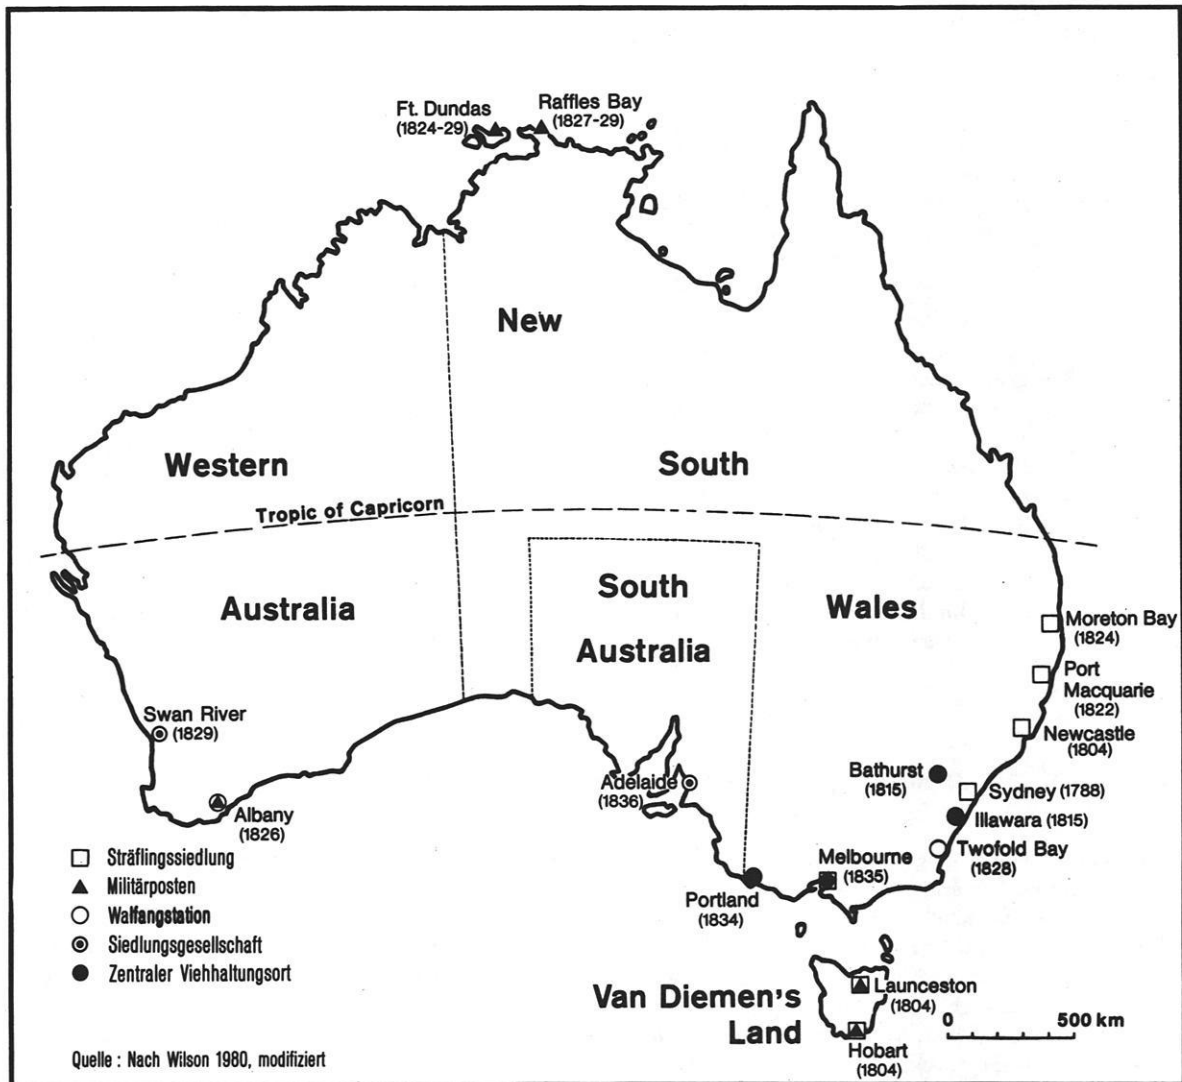 Ft. Dundas
(1824-29)
Raffles Bay
(1827-29)
New
Western
South
Tropic of Capricorn
South
Australia
Wales
Australia
Moreton Bay
(1824)
Port
Macquarie
(1822)
Swan River
(1829)
Newcastle
(1804)
Bathurst
(1815)
Adelaide
(1836)
Sydney (1788)
Albany
(1826)
Illawara (1815)
Twofold Bay
(1828)
Melbourne
(1835)
Portland
(1834)
Sträflingssiedlung
Militärposten
Walfangstation
Siedlungsgesellschaft
Zentraler Viehhaltungsort
Launceston
(1804)
Van Diemen's
Land
0 500 km
Hobart
(1804)
Quelle : Nach Wilson 1980, modifiziert